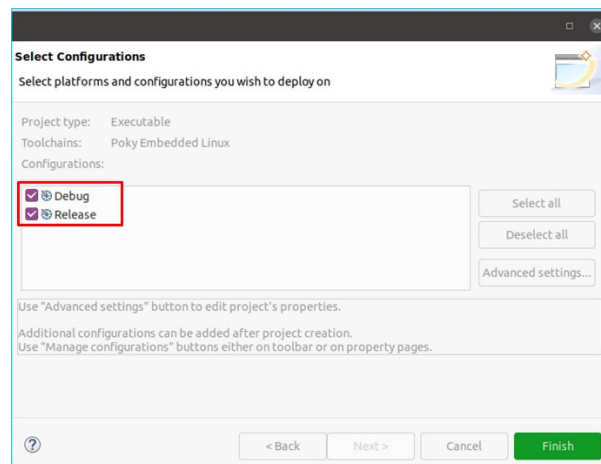 Select Configurations
Select platforms and configurations you wish to deploy on
Project type: Executable
Toolchains: Poky Embedded Linux
Configurations:
Debug
Release
Select all
Deselect all
Advanced settings...
Use "Advanced settings" button to edit project's properties.
Additional configurations can be added after project creation.
Use "Manage configurations" buttons either on toolbar or on property pages.
? < Back Next > Cancel Finish